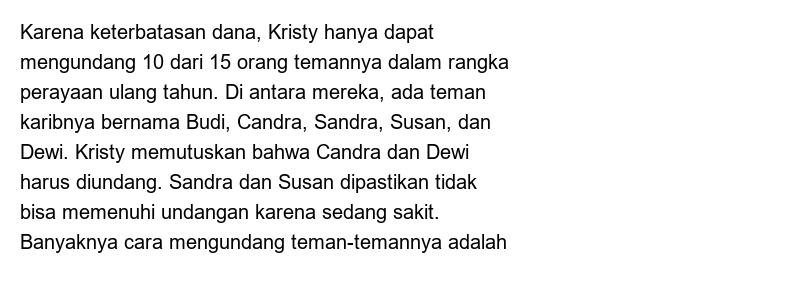 Karena keterbatasan dana, Kristy hanya dapat
mengundang 10 dari 15 orang temannya dalam rangka
perayaan ulang tahun. Di antara mereka, ada teman
karibnya bernama Budi, Candra, Sandra, Susan, dan
Dewi. Kristy memutuskan bahwa Candra dan Dewi
harus diundang. Sandra dan Susan dipastikan tidak
bisa memenuhi undangan karena sedang sakit.
Banyaknya cara mengundang teman-temannya adalah